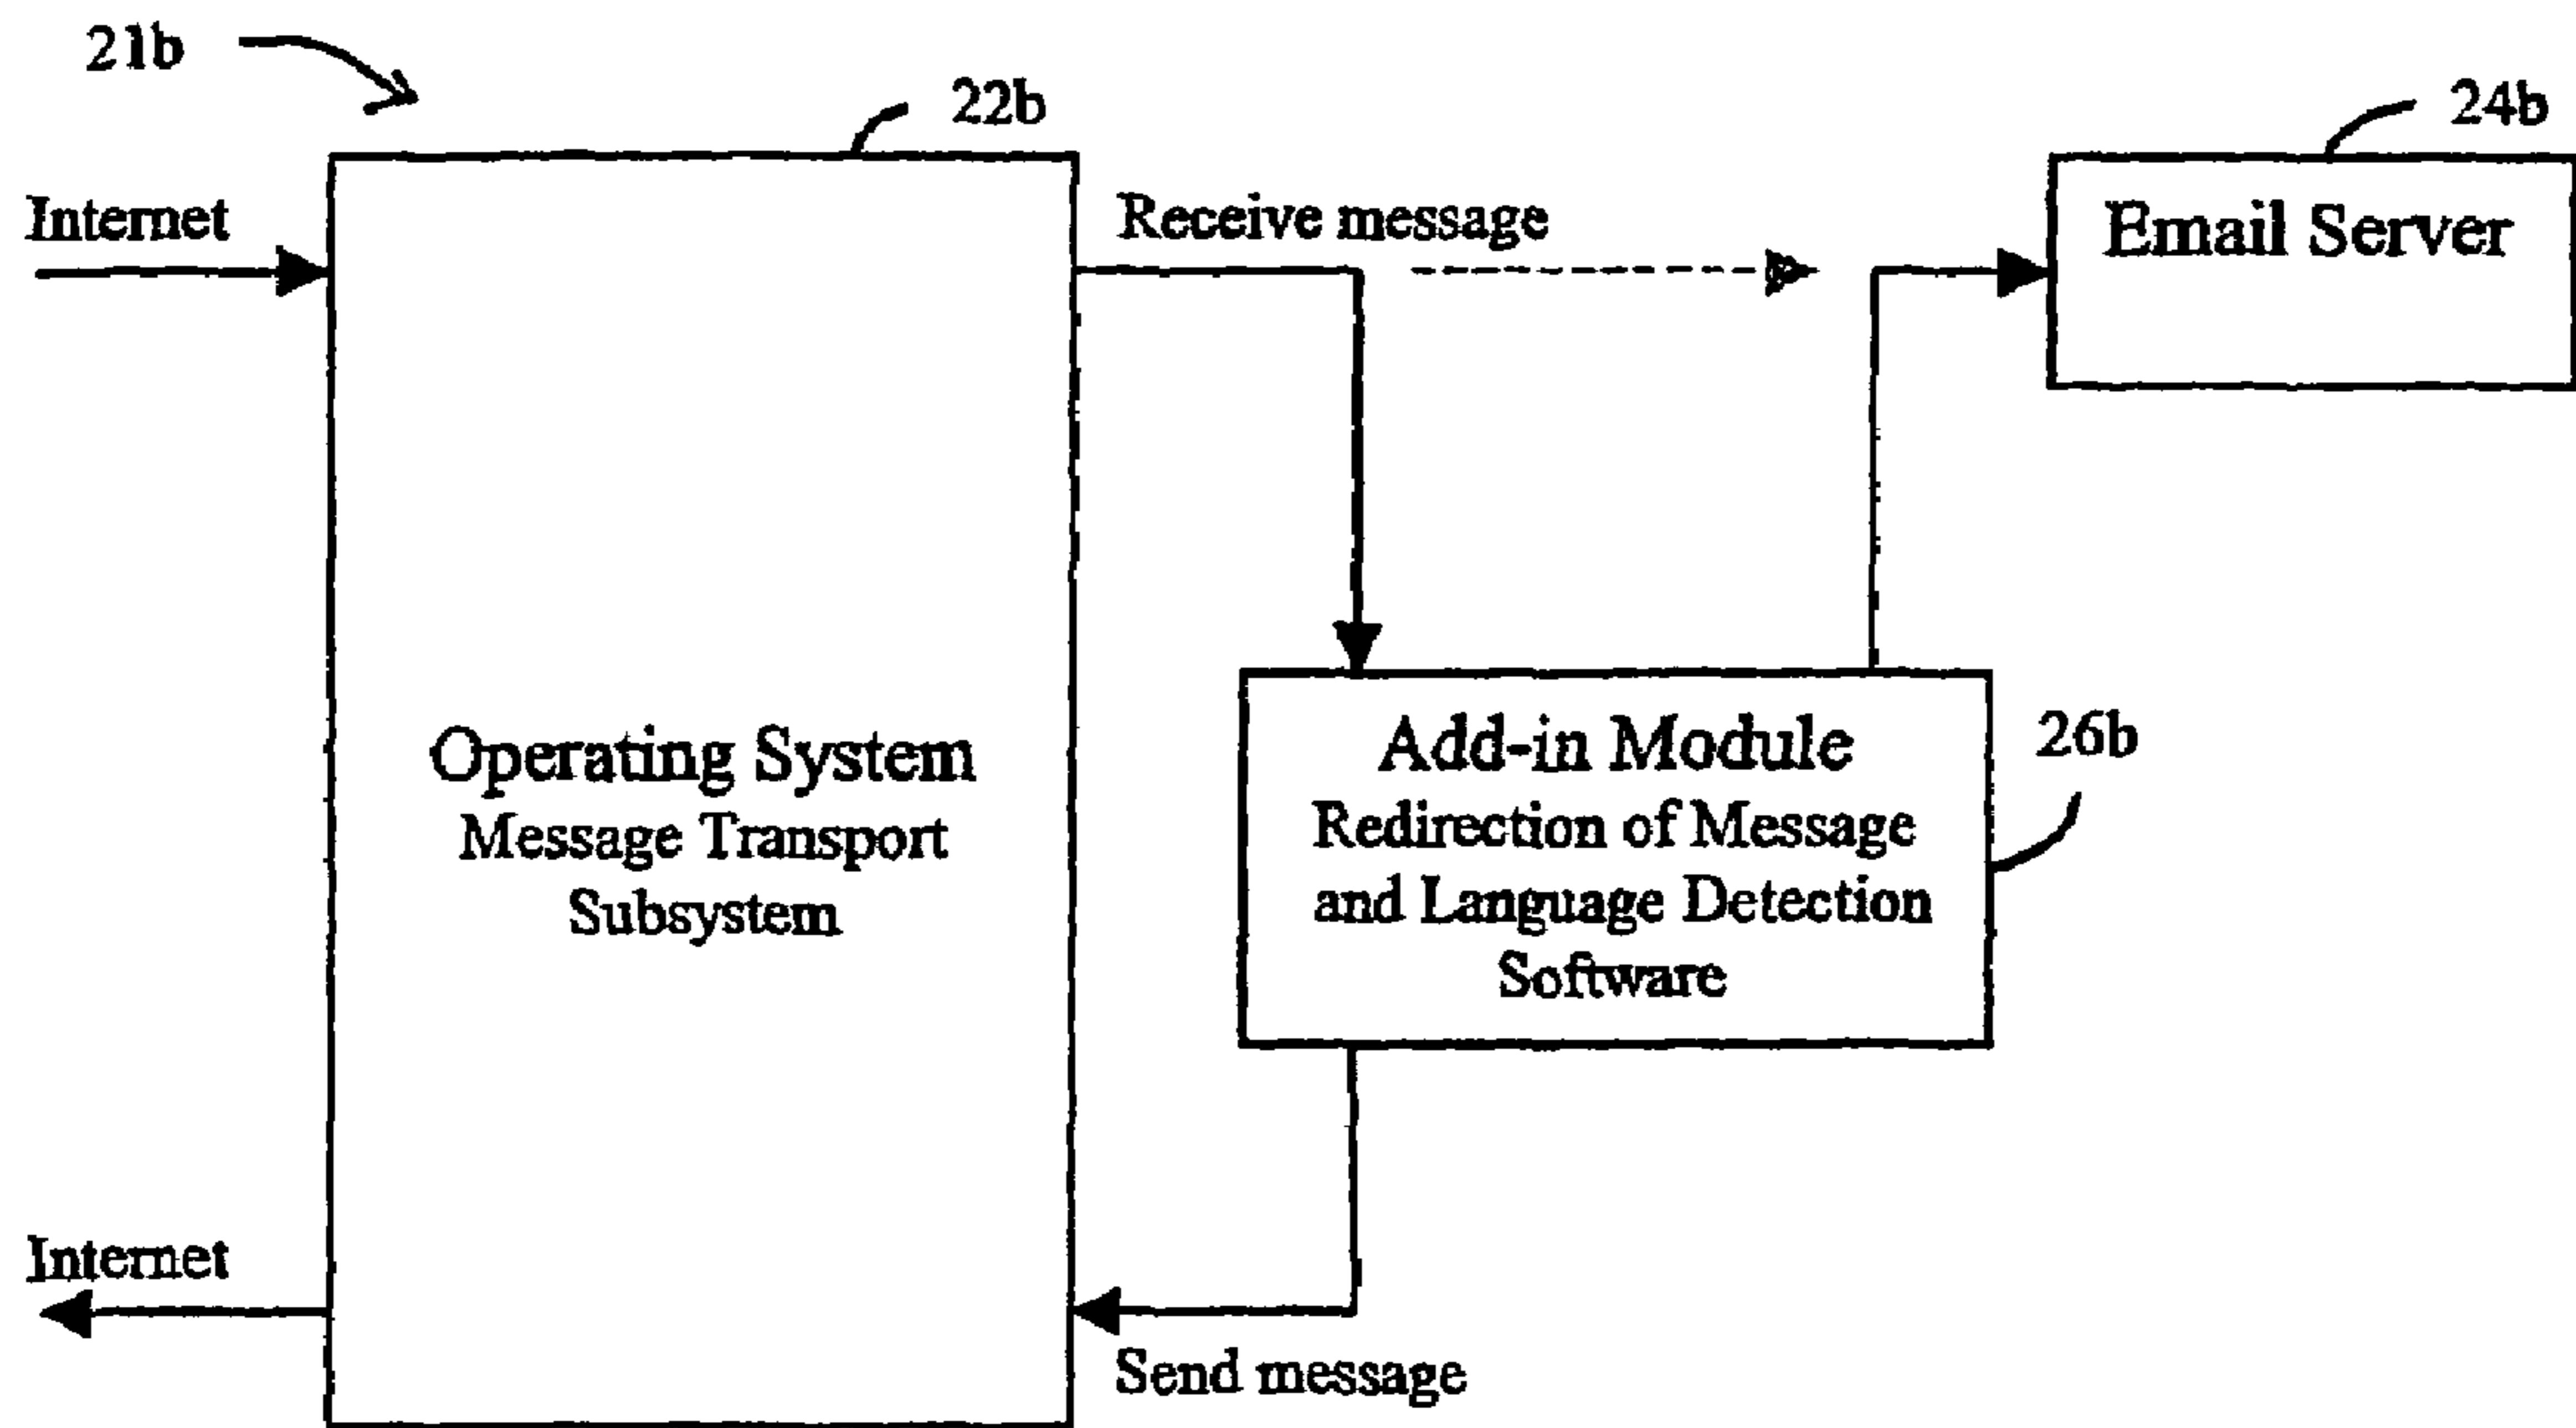 21b
22b
24b
Internet
Receive message
Email Server
Operating System
Message Transport
Subsystem
Add-in Module
Redirection of Message
and Language Detection
Software
26b
Internet
Send message